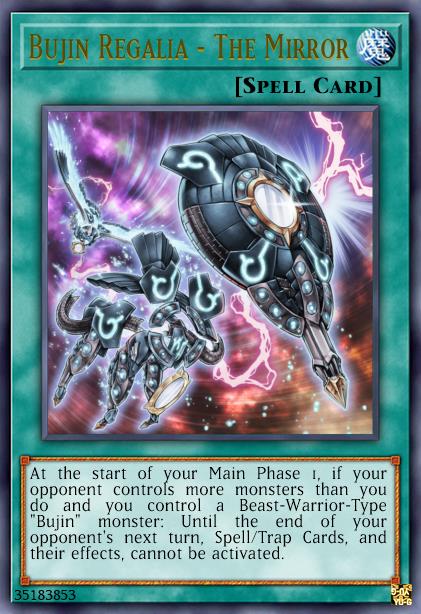 Bujin Regalia - The Mirror
魔
[Spell Card]
At the start of your Main Phase 1, if your
opponent controls more monsters than you
do and you control a Beast-Warrior-Type
"Bujin" monster: Until the end of your
opponent's next turn, Spell/Trap Cards, and
their effects, cannot be activated.
35183853